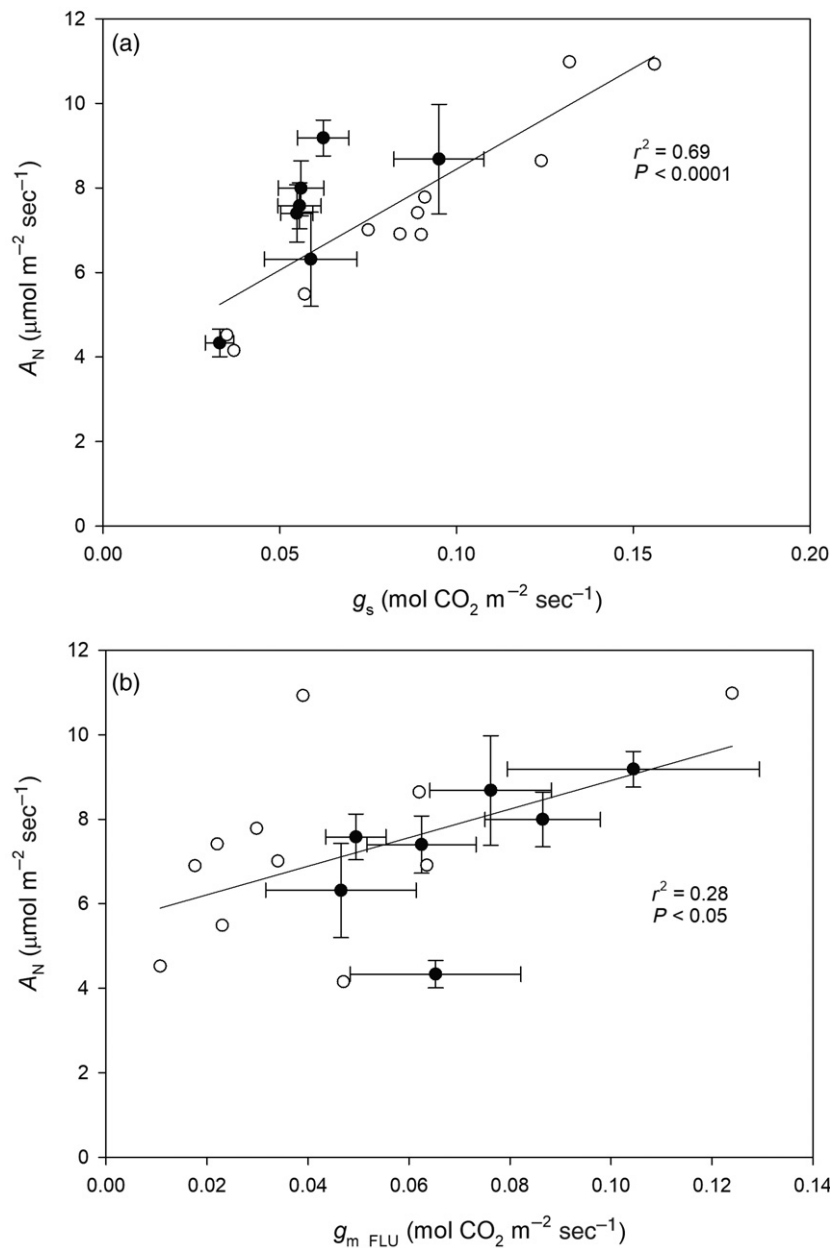 (a)
12
10
8
6
4
2
0
A_N (μmol m⁻² sec⁻¹)
r² = 0.69
P < 0.0001
0.00 0.05 0.10 0.15 0.20
g_s (mol CO₂ m⁻² sec⁻¹)
(b)
12
10
8
6
4
2
0
A_N (μmol m⁻² sec⁻¹)
r² = 0.28
P < 0.05
0.00 0.02 0.04 0.06 0.08 0.10 0.12 0.14
g_m_FLU (mol CO₂ m⁻² sec⁻¹)